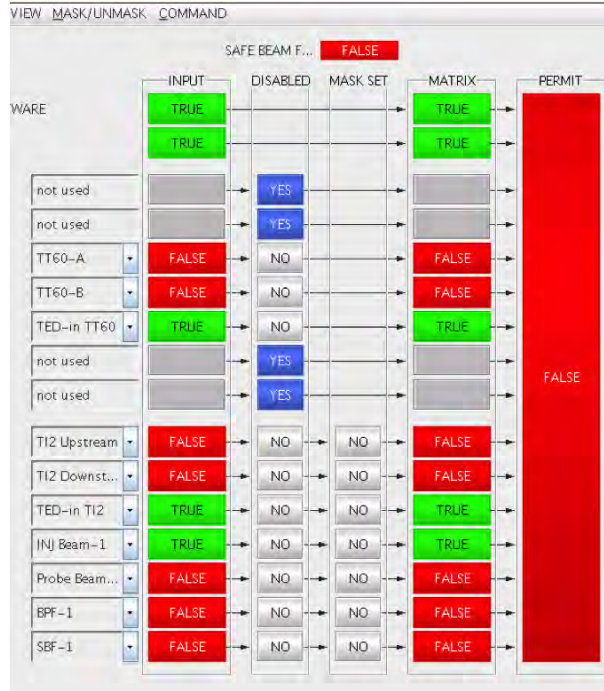 VIEW MASK/UNMASK COMMAND
SAFE BEAM F... FALSE
INPUT DISABLED MASK SET MATRIX PERMIT
WARE TRUE TRUE
TRUE TRUE
not used YES
not used YES
TT60-A FALSE NO FALSE
TT60-B FALSE NO FALSE
TED-in TT60 TRUE NO TRUE
not used YES
FALSE
not used YES
TI2 Upstream FALSE NO NO FALSE
TI2 Downst... FALSE NO NO FALSE
TED-in TI2 TRUE NO NO TRUE
INJ Beam-1 TRUE NO NO TRUE
Probe Beam... FALSE NO NO FALSE
BPF-1 FALSE NO NO FALSE
SBF-1 FALSE NO NO FALSE